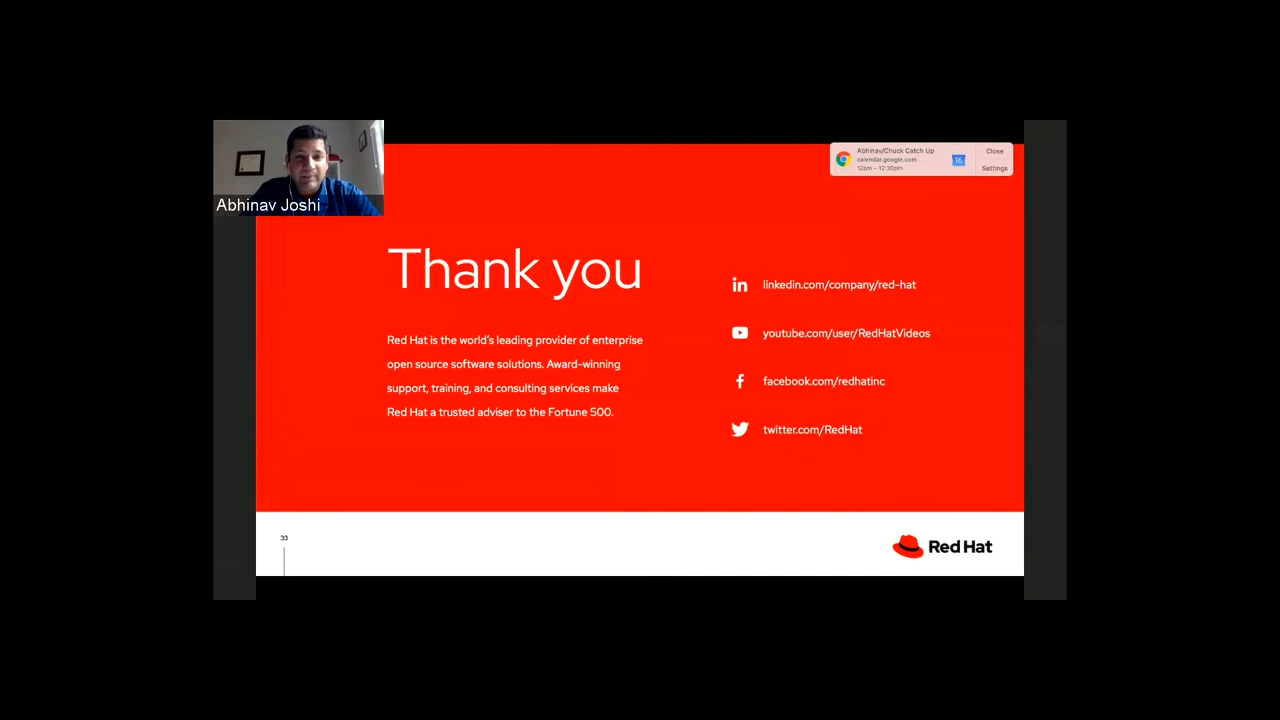 Abhinav Joshi
Abhinav/Chuck Catch Up
calendar.google.com
12pm – 12:30pm
16
Close
Settings
Thank you
Red Hat is the world's leading provider of enterprise
open source software solutions. Award-winning
support, training, and consulting services make
Red Hat a trusted adviser to the Fortune 500.
in
linkedin.com/company/red-hat
youtube.com/user/RedHatVideos
f
facebook.com/redhatinc
twitter.com/RedHat
33
Red Hat